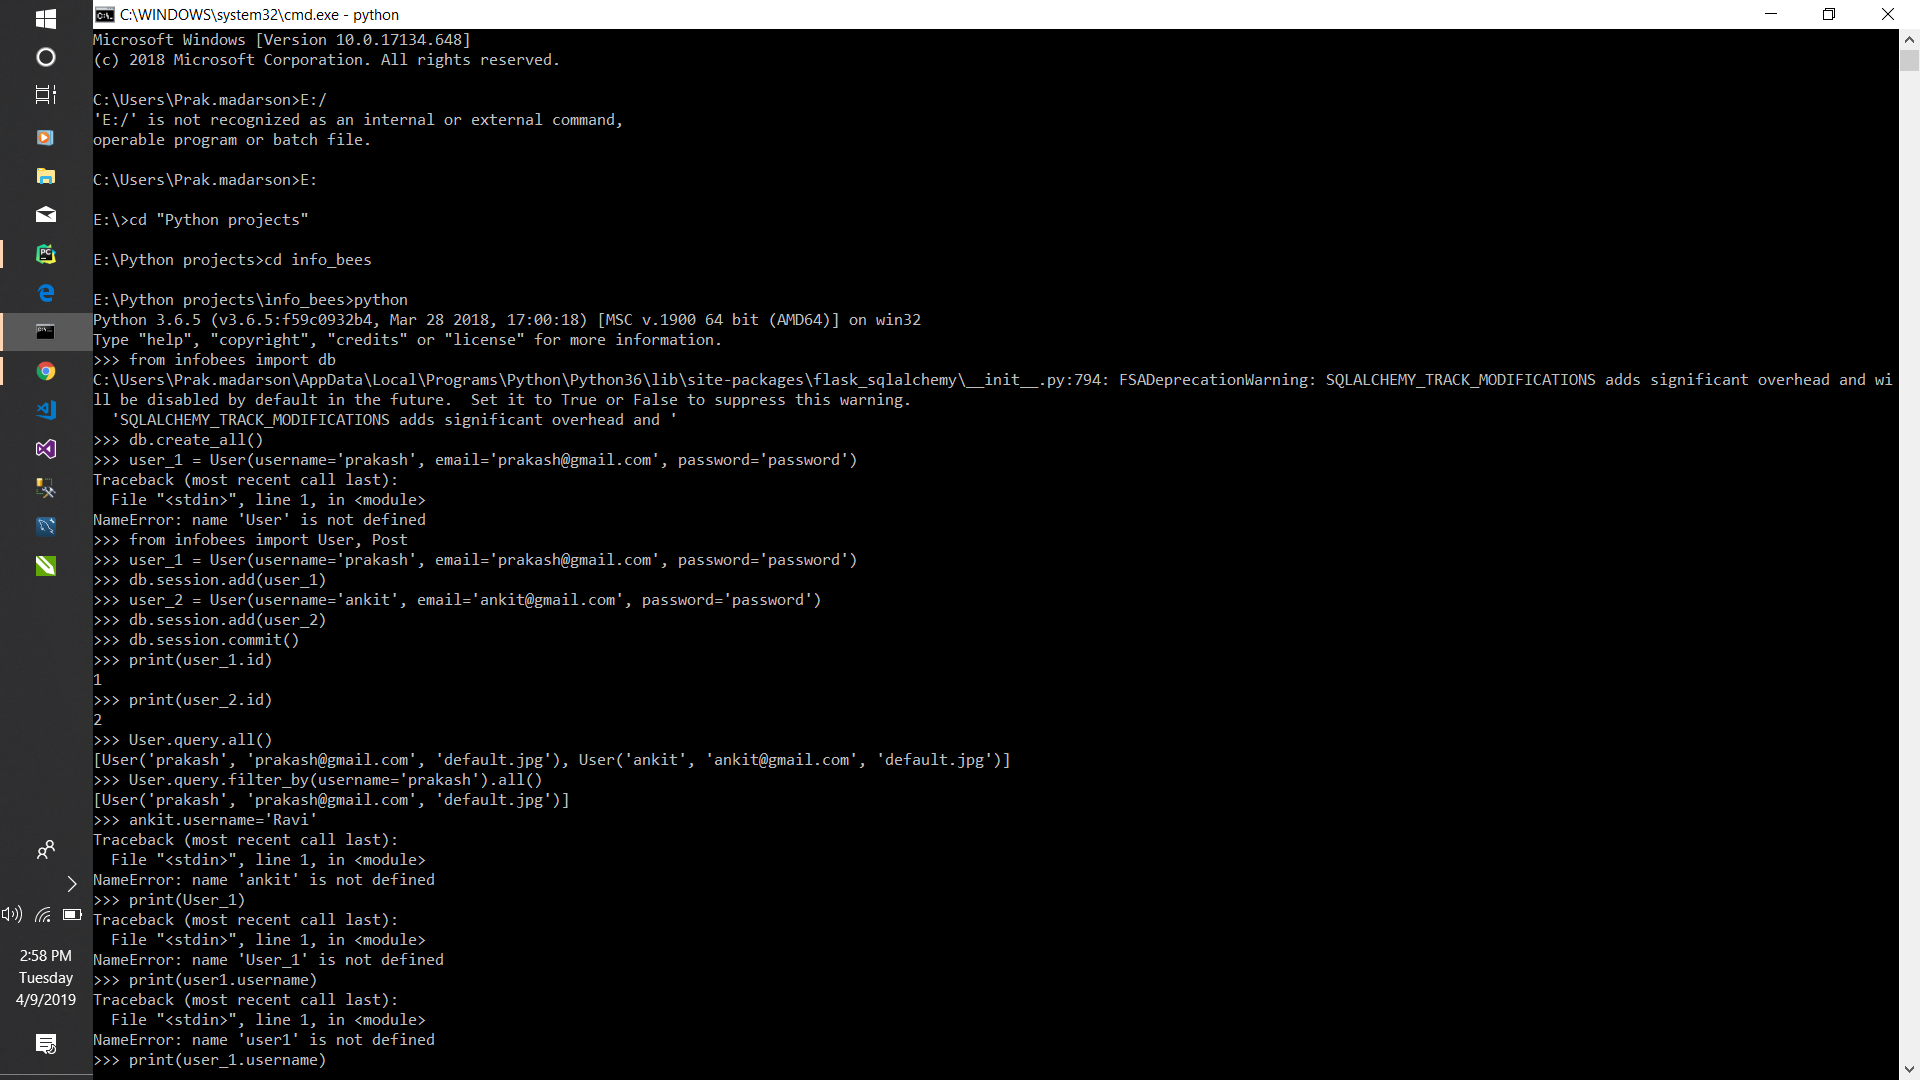 C:\WINDOWS\system32\cmd.exe - python
Microsoft Windows [Version 10.0.17134.648]
(c) 2018 Microsoft Corporation. All rights reserved.
C:\Users\Prak.madarson>E:/
'E:/' is not recognized as an internal or external command,
operable program or batch file.
C:\Users\Prak.madarson>E:
E:\>cd "Python projects"
E:\Python projects>cd info_bees
E:\Python projects\info_bees>python
Python 3.6.5 (v3.6.5:f59c0932b4, Mar 28 2018, 17:00:18) [MSC v.1900 64 bit (AMD64)] on win32
Type "help", "copyright", "credits" or "license" for more information.
>>> from infobees import db
C:\Users\Prak.madarson\AppData\Local\Programs\Python\Python36\lib\site-packages\flask_sqlalchemy\__init__.py:794: FSADeprecationWarning: SQLALCHEMY_TRACK_MODIFICATIONS adds significant overhead and wi
ll be disabled by default in the future.  Set it to True or False to suppress this warning.
  'SQLALCHEMY_TRACK_MODIFICATIONS adds significant overhead and '
>>> db.create_all()
>>> user_1 = User(username='prakash', email='prakash@gmail.com', password='password')
Traceback (most recent call last):
  File "<stdin>", line 1, in <module>
NameError: name 'User' is not defined
>>> from infobees import User, Post
>>> user_1 = User(username='prakash', email='prakash@gmail.com', password='password')
>>> db.session.add(user_1)
>>> user_2 = User(username='ankit', email='ankit@gmail.com', password='password')
>>> db.session.add(user_2)
>>> db.session.commit()
>>> print(user_1.id)
1
>>> print(user_2.id)
2
>>> User.query.all()
[User('prakash', 'prakash@gmail.com', 'default.jpg'), User('ankit', 'ankit@gmail.com', 'default.jpg')]
>>> User.query.filter_by(username='prakash').all()
[User('prakash', 'prakash@gmail.com', 'default.jpg')]
>>> ankit.username='Ravi'
Traceback (most recent call last):
  File "<stdin>", line 1, in <module>
NameError: name 'ankit' is not defined
>>> print(User_1)
Traceback (most recent call last):
  File "<stdin>", line 1, in <module>
NameError: name 'User_1' is not defined
>>> print(user1.username)
Traceback (most recent call last):
  File "<stdin>", line 1, in <module>
NameError: name 'user1' is not defined
>>> print(user_1.username)
2:58 PM
Tuesday
4/9/2019